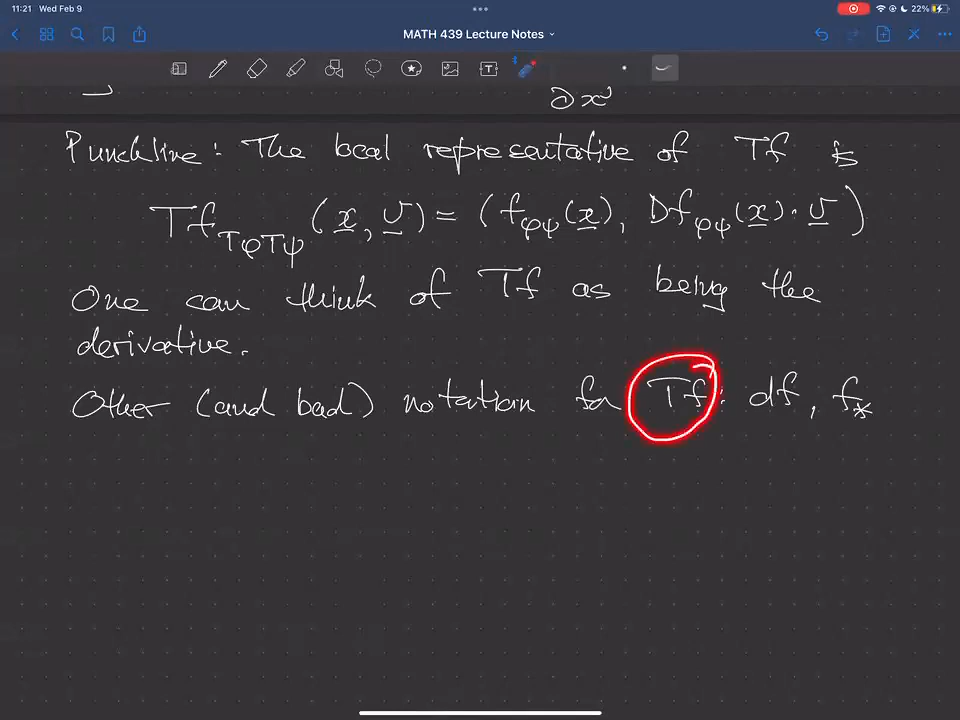 11:21 Wed Feb 9
22%
MATH 439 Lecture Notes
∂x^j
Punchline: The local representative of Tf is
Tf_{TφTψ} (x, v) = (f_{φψ}(x), Df_{φψ}(x)·v)
One can think of Tf as being the
derivative.
Other (and bad) notation for Tf: df, f_*